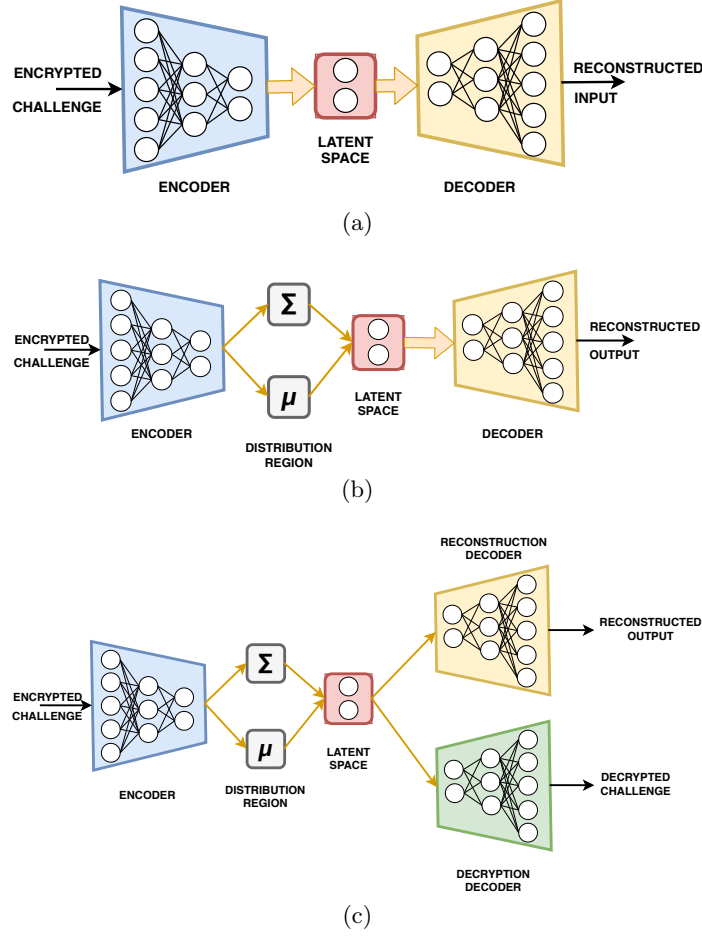 ENCRYPTED
CHALLENGE
ENCODER
LATENT
SPACE
DECODER
RECONSTRUCTED
INPUT
(a)
ENCRYPTED
CHALLENGE
ENCODER
Σ
μ
DISTRIBUTION
REGION
LATENT
SPACE
DECODER
RECONSTRUCTED
OUTPUT
(b)
ENCRYPTED
CHALLENGE
ENCODER
Σ
μ
DISTRIBUTION
REGION
LATENT
SPACE
RECONSTRUCTION
DECODER
RECONSTRUCTED
OUTPUT
DECRYPTED
CHALLENGE
DECRYPTION
DECODER
(c)